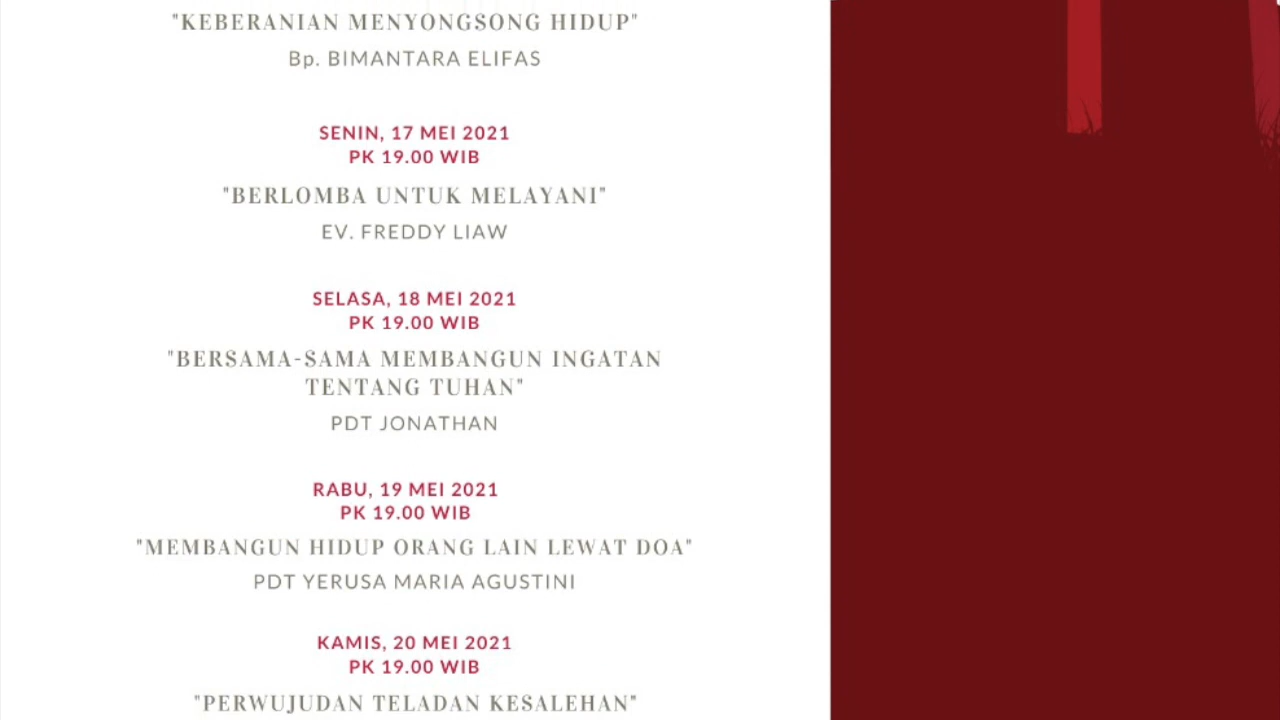 "KEBERANIAN MENYONGSONG HIDUP"
Bp. BIMANTARA ELIFAS
SENIN, 17 MEI 2021
PK 19.00 WIB
"BERLOMBA UNTUK MELAYANI"
EV. FREDDY LIAW
SELASA, 18 MEI 2021
PK 19.00 WIB
"BERSAMA-SAMA MEMBANGUN INGATAN
TENTANG TUHAN"
PDT JONATHAN
RABU, 19 MEI 2021
PK 19.00 WIB
"MEMBANGUN HIDUP ORANG LAIN LEWAT DOA"
PDT YERUSA MARIA AGUSTINI
KAMIS, 20 MEI 2021
PK 19.00 WIB
"PERWUJUDAN TELADAN KESALEHAN"